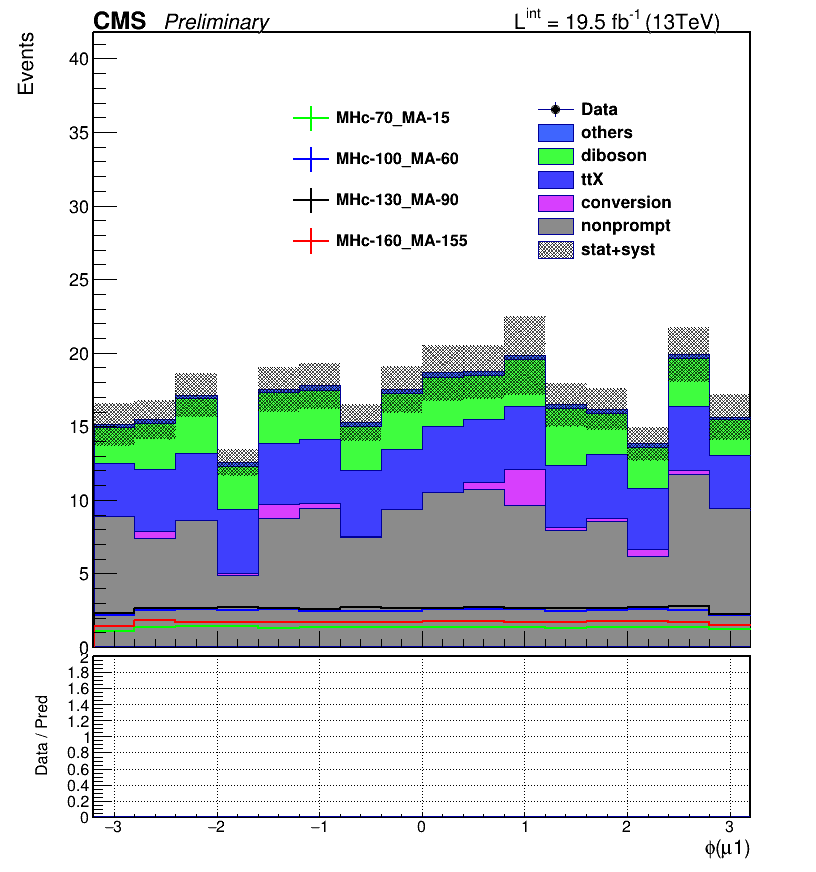 CMS Preliminary L^int = 19.5 fb^-1 (13TeV)
Events
40
35
30
25
20
15
10
5
0
MHc-70_MA-15
MHc-100_MA-60
MHc-130_MA-90
MHc-160_MA-155
Data
others
diboson
ttX
conversion
nonprompt
stat+syst
Data / Pred
2
1.8
1.6
1.4
1.2
1
0.8
0.6
0.4
0.2
0
−3 −2 −1 0 1 2 3
ϕ(μ1)